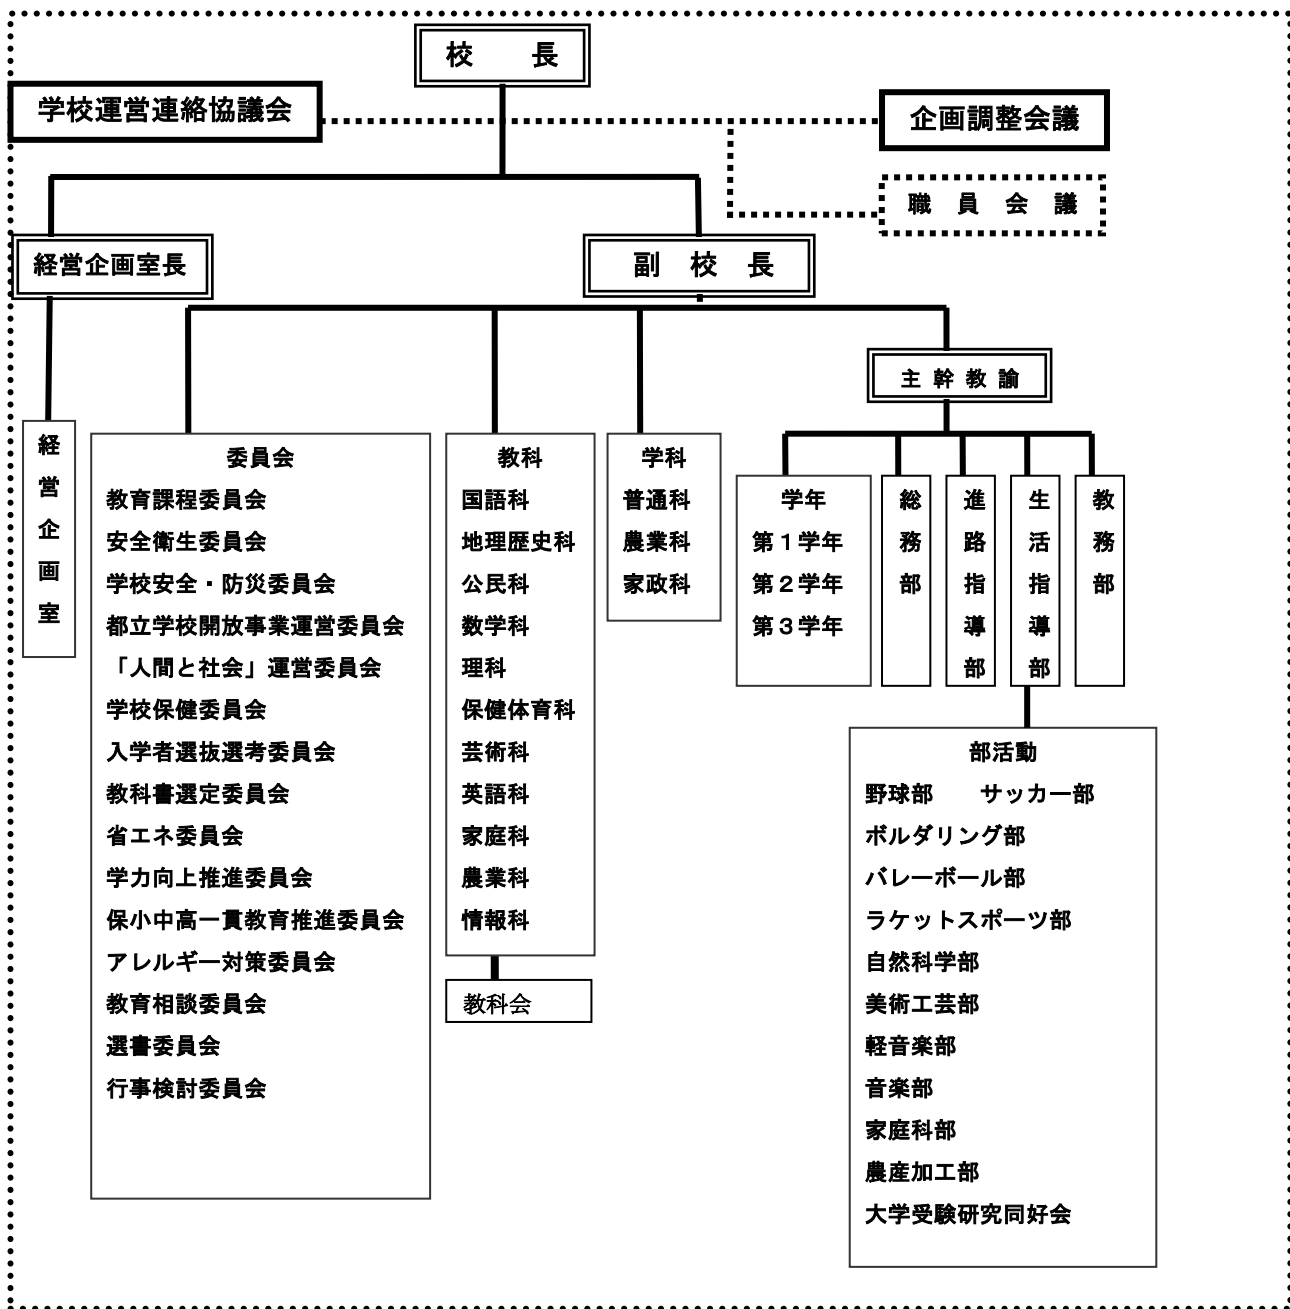 校　　長
学校運営連絡協議会
企画調整会議
職　員　会　議
経営企画室長
副　校　長
主 幹 教 諭
経営企画室
委員会
教育課程委員会
安全衛生委員会
学校安全・防災委員会
都立学校開放事業運営委員会
「人間と社会」運営委員会
学校保健委員会
入学者選抜選考委員会
教科書選定委員会
省エネ委員会
学力向上推進委員会
保小中高一貫教育推進委員会
アレルギー対策委員会
教育相談委員会
選書委員会
行事検討委員会
教科
国語科
地理歴史科
公民科
数学科
理科
保健体育科
芸術科
英語科
家庭科
農業科
情報科
教科会
学科
普通科
農業科
家政科
学年
第１学年
第２学年
第３学年
総務部
進路指導部
生活指導部
教務部
部活動
野球部　　サッカー部
ボルダリング部
バレーボール部
ラケットスポーツ部
自然科学部
美術工芸部
軽音楽部
音楽部
家庭科部
農産加工部
大学受験研究同好会